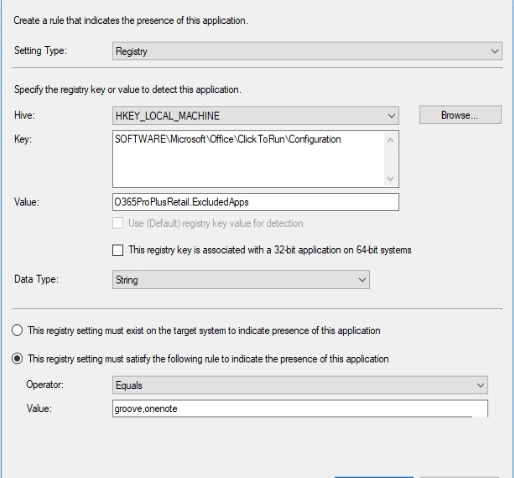 Create a rule that indicates the presence of this application.
Setting Type: Registry
Specify the registry key or value to detect this application.
Hive: HKEY_LOCAL_MACHINE Browse...
Key: SOFTWARE\Microsoft\Office\ClickToRun\Configuration
Value: O365ProPlusRetail.ExcludedApps
Use (Default) registry key value for detection
This registry key is associated with a 32-bit application on 64-bit systems
Data Type: String
This registry setting must exist on the target system to indicate presence of this application
This registry setting must satisfy the following rule to indicate the presence of this application
Operator: Equals
Value: groove,onenote